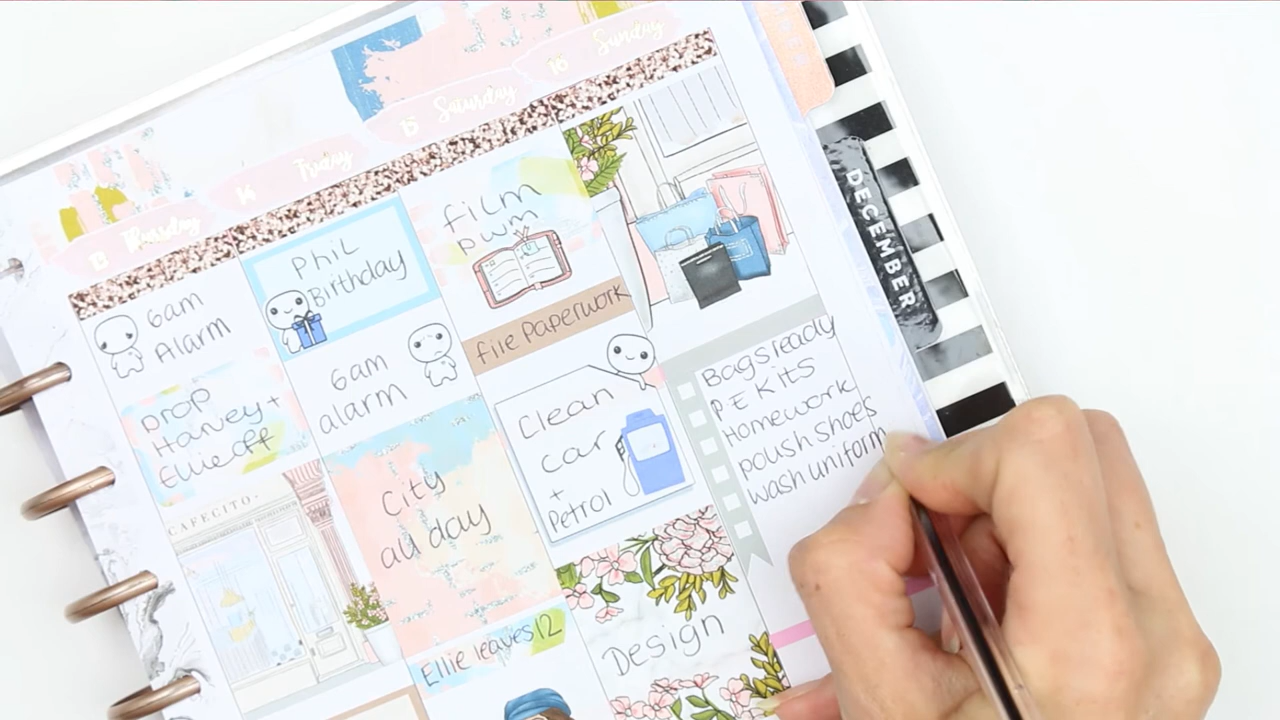 13 Thursday
14 Friday
15 Saturday
16 Sunday
DECEMBER
6am
Alarm
Drop
Harvey +
Ellie off
CAFECITO.
Phil
Birthday
6am
alarm
City
all day
Ellie leaves 12
film
pwm
file paperwork
Clean
car
+
Petrol
Design
Bags ready
PE Kits
Homework
polish shoes
wash uniform